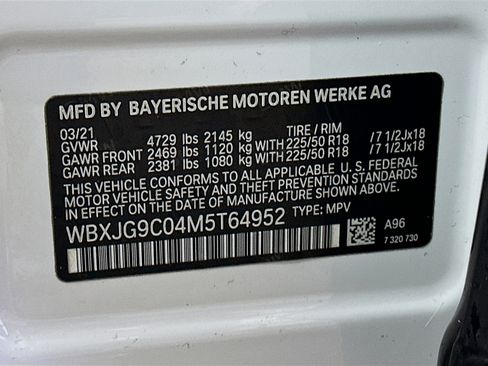 MFD BY BAYERISCHE MOTOREN WERKE AG
03/21 TIRE / RIM
GVWR 4729 lbs 2145 kg
GAWR FRONT 2469 lbs 1120 kg WITH 225/50 R18 /7 1/2Jx18
GAWR REAR 2381 lbs 1080 kg WITH 225/50 R18 /7 1/2Jx18
THIS VEHICLE CONFORMS TO ALL APPLICABLE U.S. FEDERAL
MOTOR VEHICLE SAFETY, BUMPER, AND THEFT PREVENTION
STANDARDS IN EFFECT ON THE DATE OF MANUFACTURE SHOWN ABOVE.
WBXJG9C04M5T64952 TYPE: MPV
A96
7 320 730